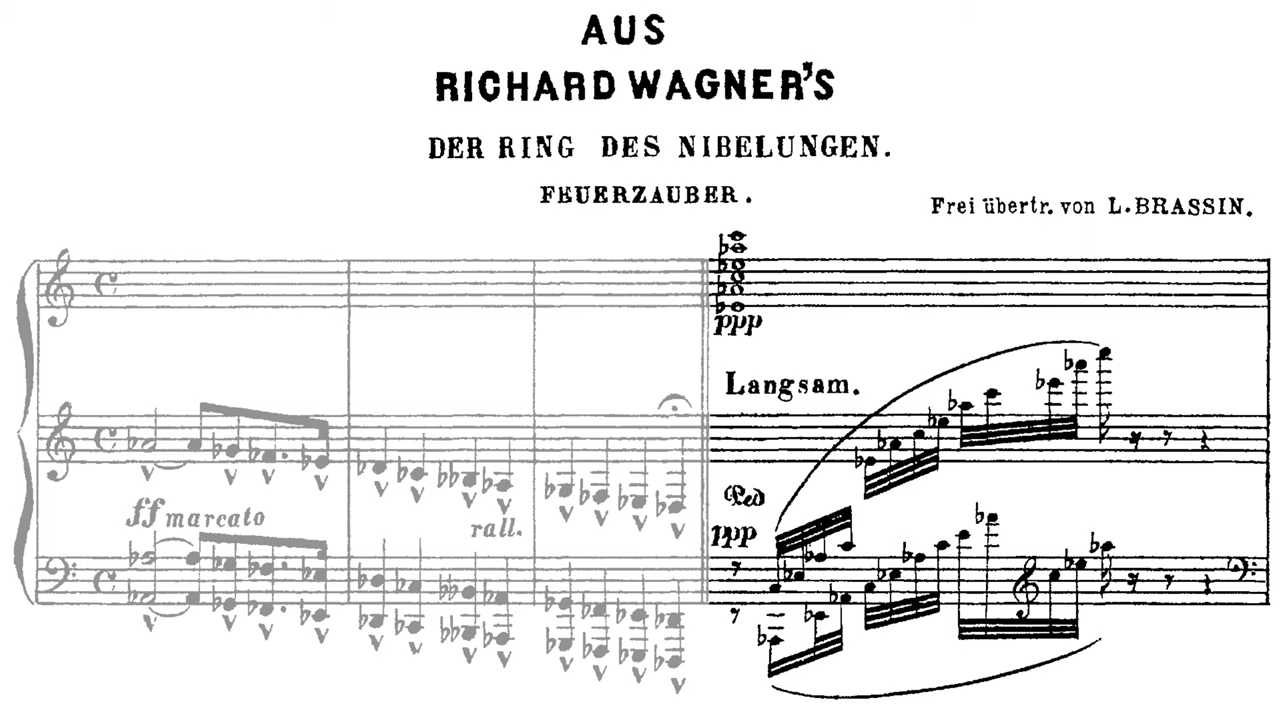 AUS
RICHARD WAGNER'S
DER RING DES NIBELUNGEN.
FEUERZAUBER.
Frei übertr. von L. BRASSIN.
ppp
Langsam.
ff marcato
rall.
Ped
ppp